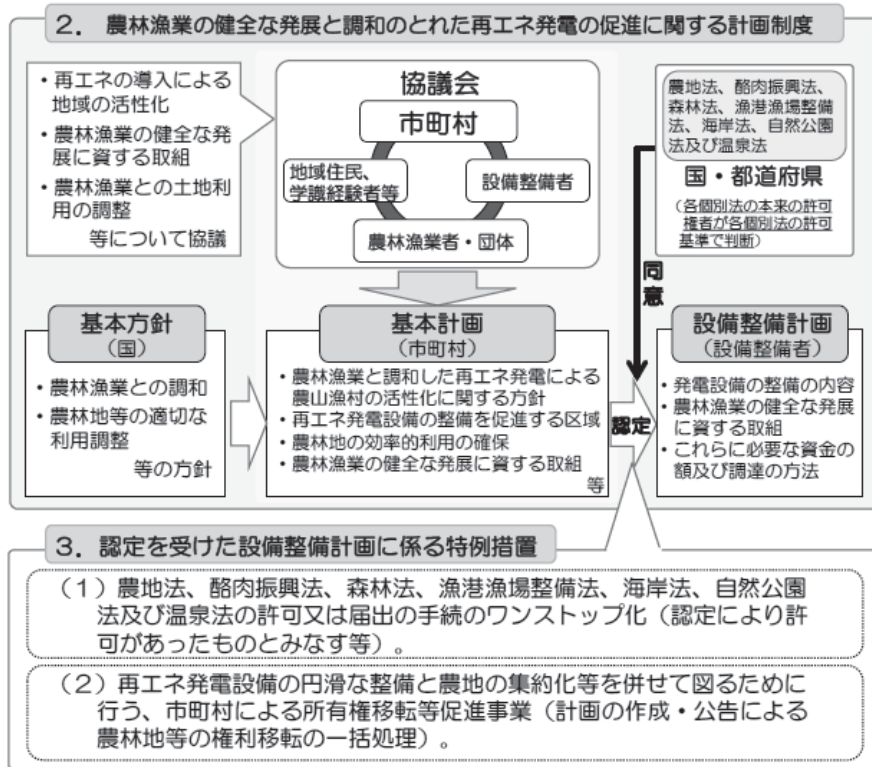 2. 農林漁業の健全な発展と調和のとれた再エネ発電の促進に関する計画制度
・再エネの導入による
地域の活性化
・農林漁業の健全な発
展に資する取組
・農林漁業との土地利
用の調整
等について協議
協議会
市町村
地域住民、
学識経験者等
設備整備者
農林漁業者・団体
農地法、酪肉振興法、
森林法、漁港漁場整備
法、海岸法、自然公園
法及び温泉法
国・都道府県
(各個別法の本来の許可
権者が各個別法の許可
基準で判断)
同意
基本方針
(国)
・農林漁業との調和
・農林地等の適切な
利用調整
等の方針
基本計画
(市町村)
・農林漁業と調和した再エネ発電による
農山漁村の活性化に関する方針
・再エネ発電設備の整備を促進する区域
・農林地の効率的利用の確保
・農林漁業の健全な発展に資する取組
等
認定
設備整備計画
(設備整備者)
・発電設備の整備の内容
・農林漁業の健全な発展
に資する取組
・これらに必要な資金の
額及び調達の方法
3. 認定を受けた設備整備計画に係る特例措置
(1)農地法、酪肉振興法、森林法、漁港漁場整備法、海岸法、自然公園
法及び温泉法の許可又は届出の手続のワンストップ化(認定により許
可があったものとみなす等)。
(2)再エネ発電設備の円滑な整備と農地の集約化等を併せて図るために
行う、市町村による所有権移転等促進事業(計画の作成・公告による
農林地等の権利移転の一括処理)。